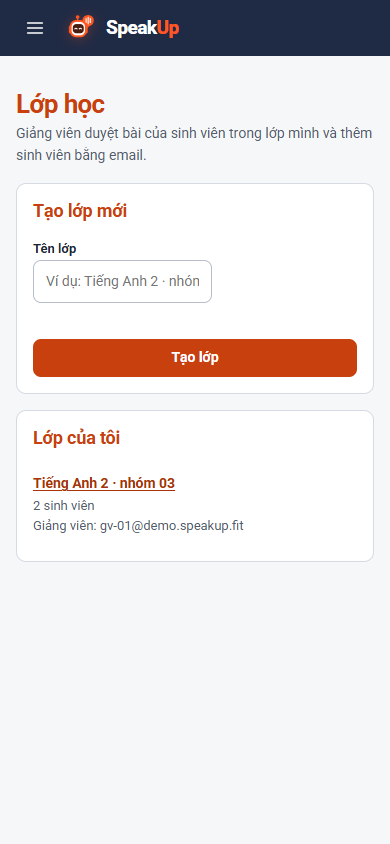 SpeakUp
Lớp học
Giảng viên duyệt bài của sinh viên trong lớp mình và thêm
sinh viên bằng email.
Tạo lớp mới
Tên lớp
Ví dụ: Tiếng Anh 2 · nhón
Tạo lớp
Lớp của tôi
Tiếng Anh 2 · nhóm 03
2 sinh viên
Giảng viên: gv-01@demo.speakup.fit